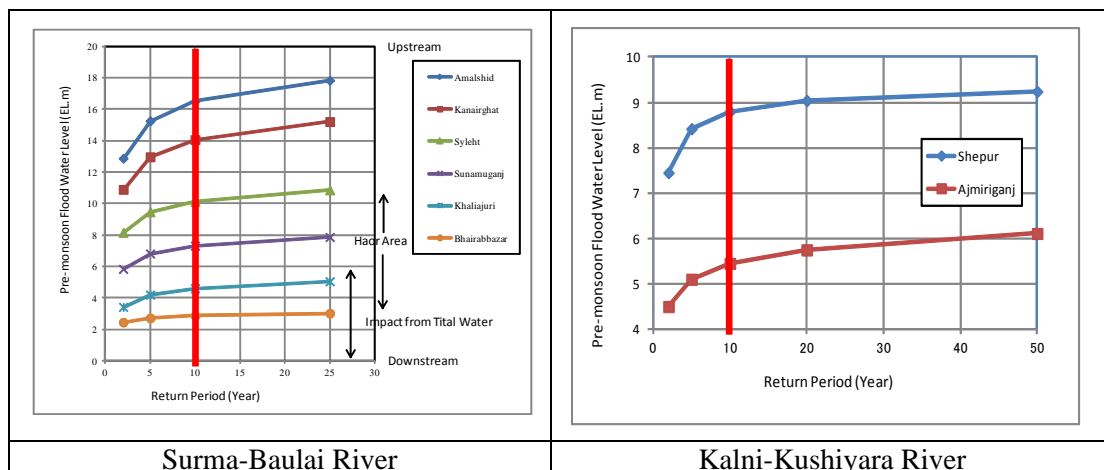 Pre-monsoon Flood Water Level (EL.m)
20
18
16
14
12
10
8
6
4
2
0
0
5
10
15
20
25
30
Return Period (Year)
Upstream
Amalshid
Kanairghat
Syleht
Sunamuganj
Khaliajuri
Bhairabbazar
Haor Area
Impact from Tital Water
Downstream
Surma-Baulai River
Pre-monsoon Flood Water Level (EL.m)
10
9
8
7
6
5
4
0
10
20
30
40
50
Return Period (Year)
Shepur
Ajmiriganj
Kalni-Kushiyara River